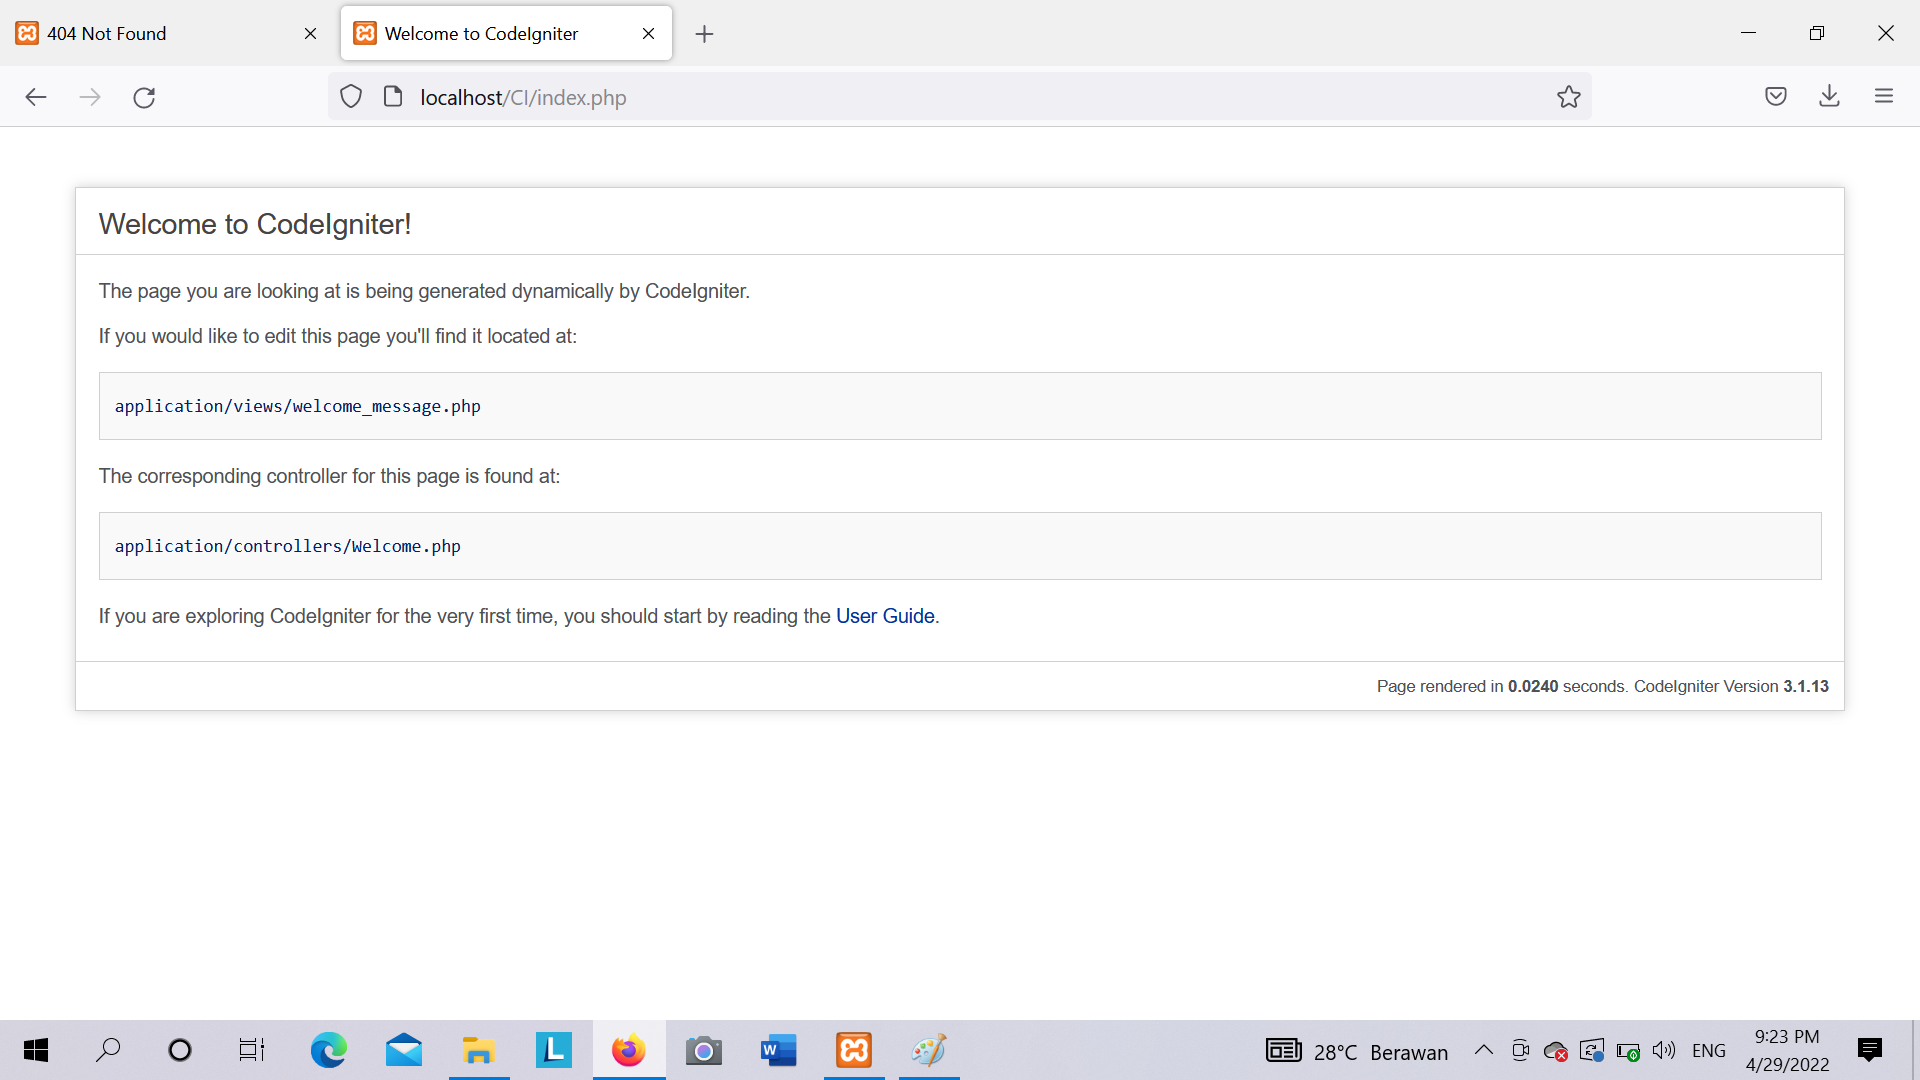 404 Not Found
Welcome to CodeIgniter
localhost/CI/index.php
Welcome to CodeIgniter!
The page you are looking at is being generated dynamically by CodeIgniter.
If you would like to edit this page you'll find it located at:
application/views/welcome_message.php
The corresponding controller for this page is found at:
application/controllers/Welcome.php
If you are exploring CodeIgniter for the very first time, you should start by reading the User Guide.
Page rendered in 0.0240 seconds. CodeIgniter Version 3.1.13
L
W
28°C Berawan
ENG
9:23 PM
4/29/2022